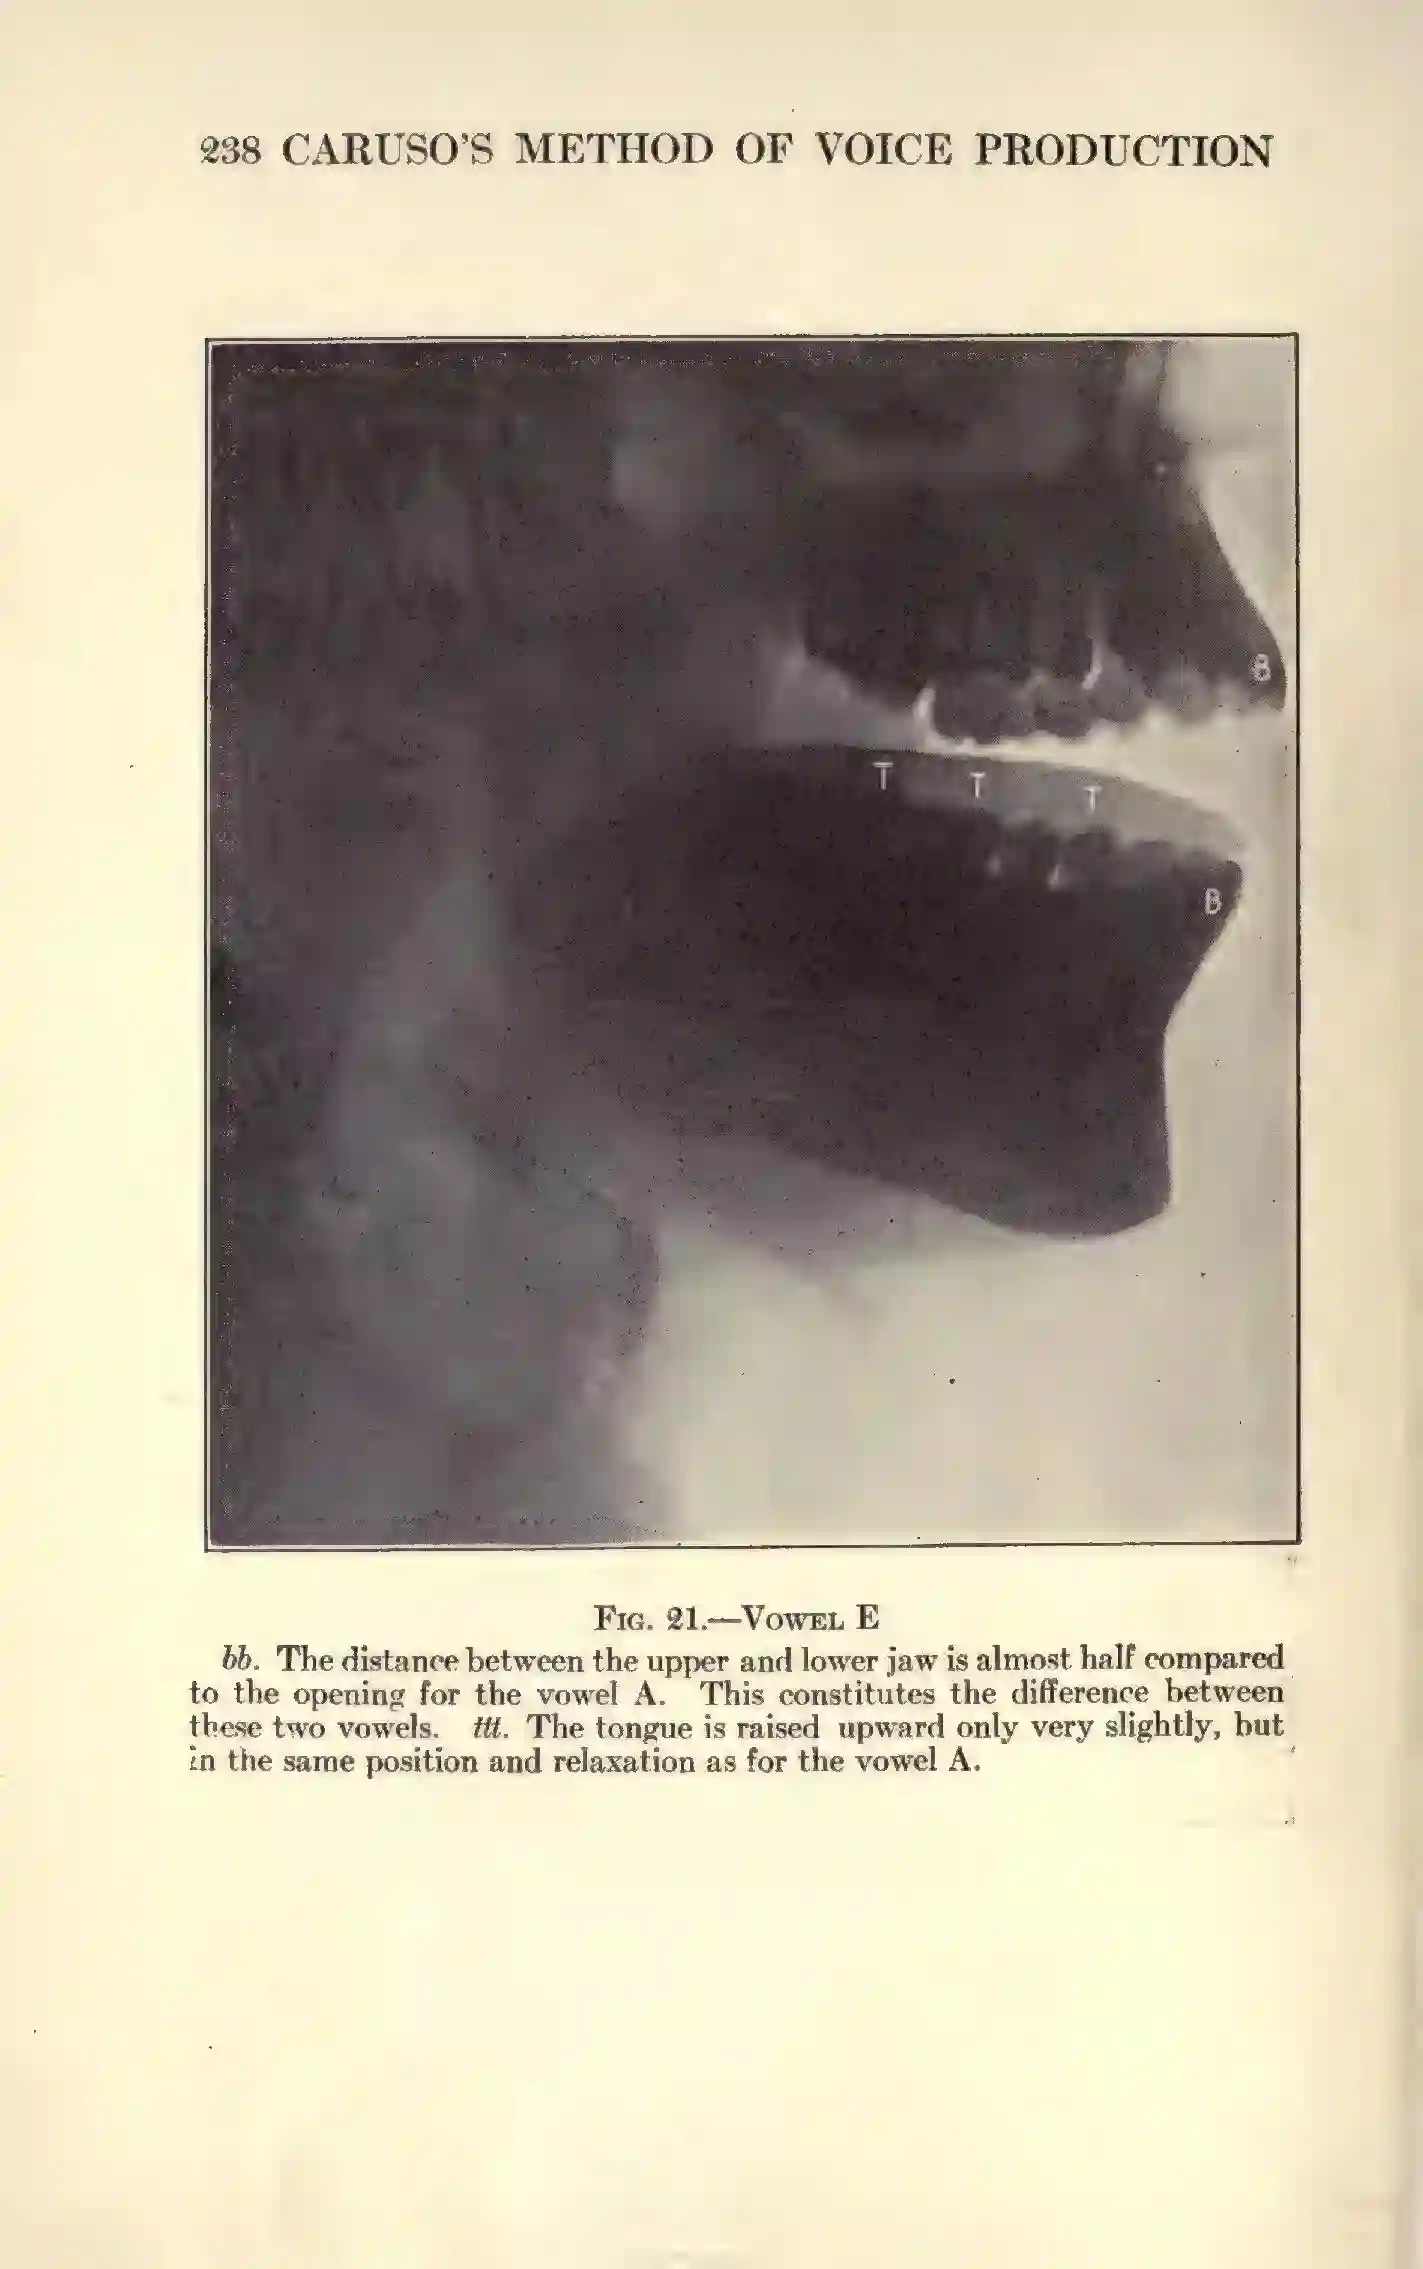 238 CARUSO'S METHOD OF VOICE PRODUCTION
B
T T T
B
FIG. 21.—VOWEL E
bb. The distance between the upper and lower jaw is almost half compared
to the opening for the vowel A. This constitutes the difference between
these two vowels. ttt. The tongue is raised upward only very slightly, but
in the same position and relaxation as for the vowel A.